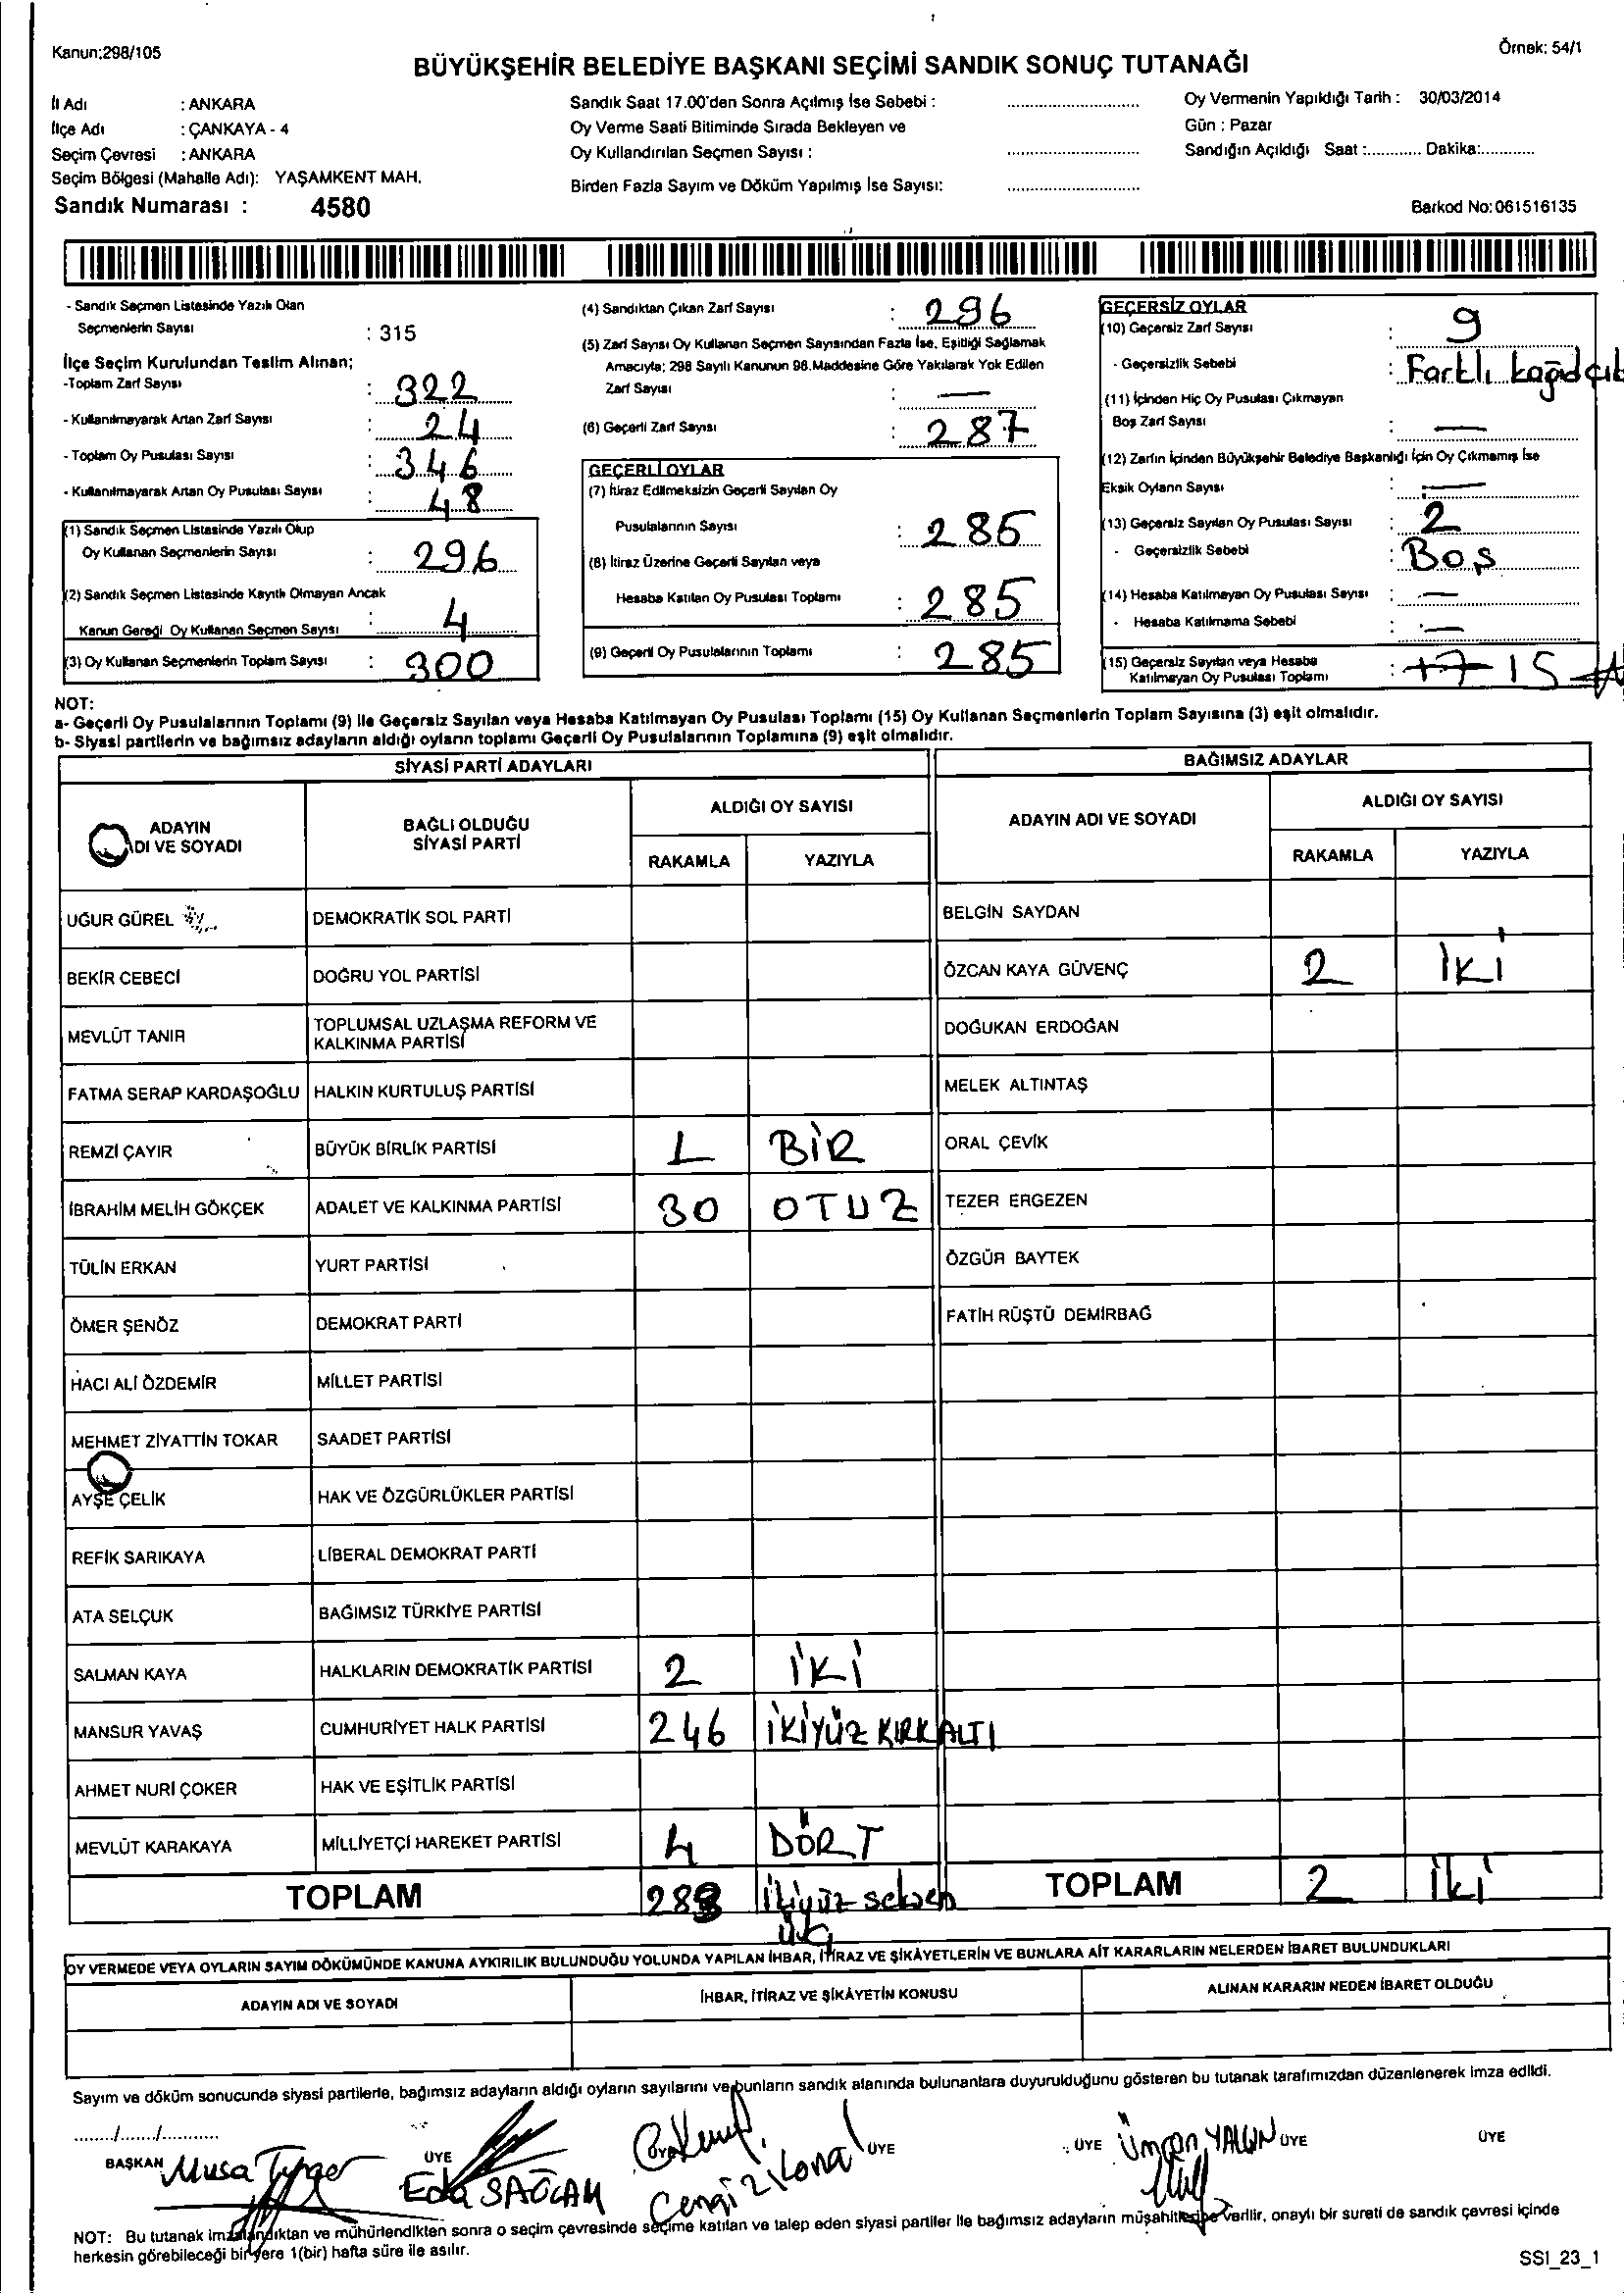 Kanun:298/105
Örnek: 54/1
BÜYÜKŞEHİR BELEDİYE BAŞKANI SEÇİMİ SANDIK SONUÇ TUTANAĞI
İl Adı : ANKARA
İlçe Adı : ÇANKAYA - 4
Seçim Çevresi : ANKARA
Seçim Bölgesi (Mahalle Adı): YAŞAMKENT MAH.
Sandık Numarası : 4580
Sandık Saat 17.00'den Sonra Açılmış İse Sebebi :
Oy Verme Saati Bitiminde Sırada Bekleyen ve
Oy Kullandırılan Seçmen Sayısı :
Birden Fazla Sayım ve Döküm Yapılmış İse Sayısı:
Oy Vermenin Yapıldığı Tarih : 30/03/2014
Gün : Pazar
Sandığın Açıldığı Saat :............ Dakika:............
Barkod No:061516135
- Sandık Seçmen Listesinde Yazılı Olan
Seçmenlerin Sayısı : 315
İlçe Seçim Kurulundan Teslim Alınan;
-Toplam Zarf Sayısı : 322
- Kullanılmayarak Artan Zarf Sayısı : 24
- Toplam Oy Pusulası Sayısı : 346
- Kullanılmayarak Artan Oy Pusulası Sayısı : 48
(1) Sandık Seçmen Listesinde Yazılı Olup
Oy Kullanan Seçmenlerin Sayısı : 296
(2) Sandık Seçmen Listesinde Kayıtlı Olmayan Ancak
Kanun Gereği Oy Kullanan Seçmen Sayısı : 4
(3) Oy Kullanan Seçmenlerin Toplam Sayısı : 300
(4) Sandıktan Çıkan Zarf Sayısı : 296
(5) Zarf Sayısı Oy Kullanan Seçmen Sayısından Fazla İse, Eşitliği Sağlamak
Amacıyla; 298 Sayılı Kanunun 98.Maddesine Göre Yakılarak Yok Edilen
Zarf Sayısı : —
(6) Geçerli Zarf Sayısı : 287
GEÇERLİ OYLAR
(7) İtiraz Edilmeksizin Geçerli Sayılan Oy
Pusulalarının Sayısı : 285
(8) İtiraz Üzerine Geçerli Sayılan veya
Hesaba Katılan Oy Pusulası Toplamı : 285
(9) Geçerli Oy Pusulalarının Toplamı : 285
GEÇERSİZ OYLAR
(10) Geçersiz Zarf Sayısı : 9
- Geçersizlik Sebebi : Farklı kağıd çık
(11) İçinden Hiç Oy Pusulası Çıkmayan
Boş Zarf Sayısı : —
(12) Zarfın İçinden Büyükşehir Belediye Başkanlığı İçin Oy Çıkmamış İse
Eksik Oyların Sayısı : —
(13) Geçersiz Sayılan Oy Pusulası Sayısı : 2
- Geçersizlik Sebebi : Boş
(14) Hesaba Katılmayan Oy Pusulası Sayısı : —
- Hesaba Katılmama Sebebi : —
(15) Geçersiz Sayılan veya Hesaba
Katılmayan Oy Pusulası Toplamı : 17 15
NOT:
a- Geçerli Oy Pusulalarının Toplamı (9) ile Geçersiz Sayılan veya Hesaba Katılmayan Oy Pusulası Toplamı (15) Oy Kullanan Seçmenlerin Toplam Sayısına (3) eşit olmalıdır.
b- Siyasi partilerin ve bağımsız adayların aldığı oyların toplamı Geçerli Oy Pusulalarının Toplamına (9) eşit olmalıdır.
SİYASİ PARTİ ADAYLARI
BAĞIMSIZ ADAYLAR
ADAYIN
ADI VE SOYADI
BAĞLI OLDUĞU
SİYASİ PARTİ
ALDIĞI OY SAYISI
RAKAMLA YAZIYLA
ADAYIN ADI VE SOYADI
ALDIĞI OY SAYISI
RAKAMLA YAZIYLA
UĞUR GÜREL DEMOKRATİK SOL PARTİ BELGİN SAYDAN
BEKİR CEBECİ DOĞRU YOL PARTİSİ ÖZCAN KAYA GÜVENÇ 2 İKİ
MEVLÜT TANIR TOPLUMSAL UZLAŞMA REFORM VE
KALKINMA PARTİSİ DOĞUKAN ERDOĞAN
FATMA SERAP KARDAŞOĞLU HALKIN KURTULUŞ PARTİSİ MELEK ALTINTAŞ
REMZİ ÇAYIR BÜYÜK BİRLİK PARTİSİ 1 BİR ORAL ÇEVİK
İBRAHİM MELİH GÖKÇEK ADALET VE KALKINMA PARTİSİ 30 OTUZ TEZER ERGEZEN
TÜLİN ERKAN YURT PARTİSİ ÖZGÜR BAYTEK
ÖMER ŞENÖZ DEMOKRAT PARTİ FATİH RÜŞTÜ DEMİRBAĞ
HACI ALİ ÖZDEMİR MİLLET PARTİSİ
MEHMET ZİYATTİN TOKAR SAADET PARTİSİ
AYŞE ÇELİK HAK VE ÖZGÜRLÜKLER PARTİSİ
REFİK SARIKAYA LİBERAL DEMOKRAT PARTİ
ATA SELÇUK BAĞIMSIZ TÜRKİYE PARTİSİ
SALMAN KAYA HALKLARIN DEMOKRATİK PARTİSİ 2 İKİ
MANSUR YAVAŞ CUMHURİYET HALK PARTİSİ 246 İKİYÜZ KIRK ALTI
AHMET NURİ ÇOKER HAK VE EŞİTLİK PARTİSİ
MEVLÜT KARAKAYA MİLLİYETÇİ HAREKET PARTİSİ 4 DÖRT
TOPLAM 283 İkiyüz seksen
üç
TOPLAM 2 İki
OY VERMEDE VEYA OYLARIN SAYIM DÖKÜMÜNDE KANUNA AYKIRILIK BULUNDUĞU YOLUNDA YAPILAN İHBAR, İTİRAZ VE ŞİKÂYETLERİN VE BUNLARA AİT KARARLARIN NELERDEN İBARET BULUNDUKLARI
ADAYIN ADI VE SOYADI İHBAR, İTİRAZ VE ŞİKÂYETİN KONUSU ALINAN KARARIN NEDEN İBARET OLDUĞU
Sayım ve döküm sonucunda siyasi partilerle, bağımsız adayların aldığı oyların sayılarını ve bunların sandık alanında bulunanlara duyurulduğunu gösteren bu tutanak tarafımızdan düzenlenerek imza edildi.
......../......../............
BAŞKAN Musa
ÜYE Eda SAĞLAM
ÜYE Cengiz
ÜYE
ÜYE Ümran YALÇIN
ÜYE
ÜYE
NOT: Bu tutanak imzalandıktan ve mühürlendikten sonra o seçim çevresinde seçime katılan ve talep eden siyasi partiler ile bağımsız adayların müşahitlerine verilir, onaylı bir sureti de sandık çevresi içinde
herkesin görebileceği bir yere 1(bir) hafta süre ile asılır.
SSI_23_1